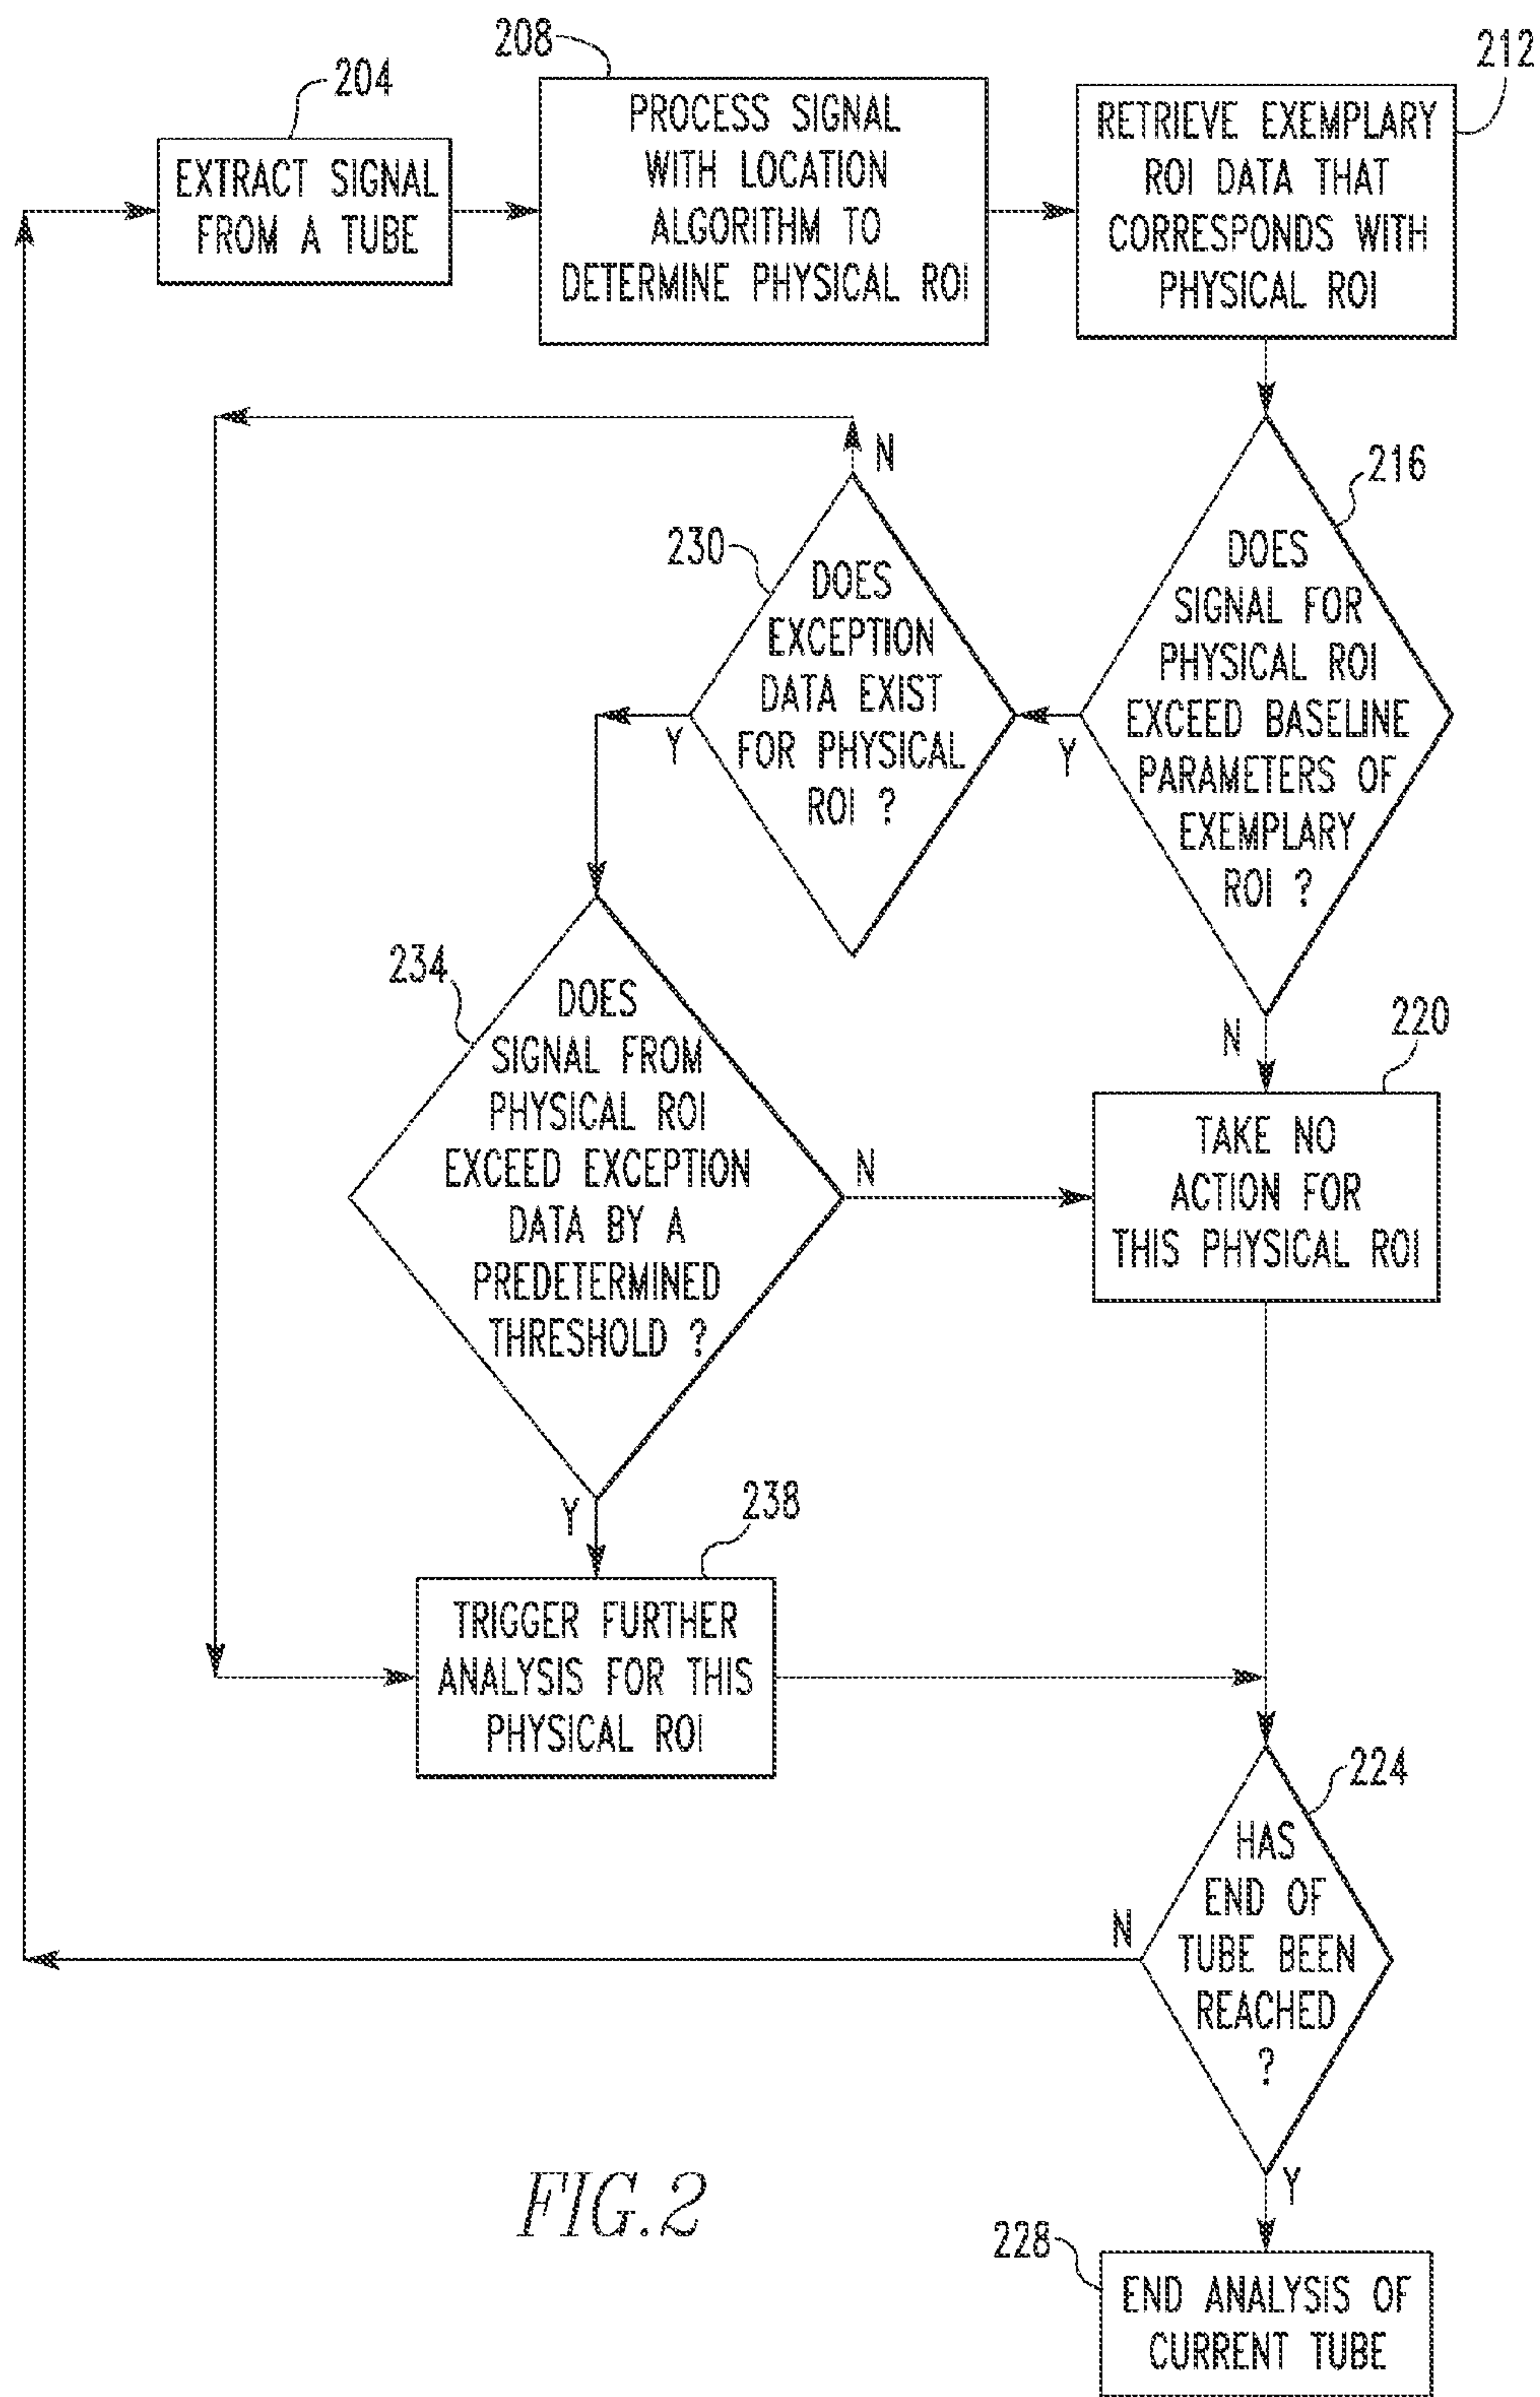 204
EXTRACT SIGNAL
FROM A TUBE
208
PROCESS SIGNAL
WITH LOCATION
ALGORITHM TO
DETERMINE PHYSICAL ROI
212
RETRIEVE EXEMPLARY
ROI DATA THAT
CORRESPONDS WITH
PHYSICAL ROI
216
DOES
SIGNAL FOR
PHYSICAL ROI
EXCEED BASELINE
PARAMETERS OF
EXEMPLARY
ROI ?
Y
N
230
DOES
EXCEPTION
DATA EXIST
FOR PHYSICAL
ROI ?
N
Y
234
DOES
SIGNAL FROM
PHYSICAL ROI
EXCEED EXCEPTION
DATA BY A
PREDETERMINED
THRESHOLD ?
N
Y
220
TAKE NO
ACTION FOR
THIS PHYSICAL ROI
238
TRIGGER FURTHER
ANALYSIS FOR THIS
PHYSICAL ROI
224
HAS
END OF
TUBE BEEN
REACHED
?
N
Y
228
END ANALYSIS OF
CURRENT TUBE
FIG.2